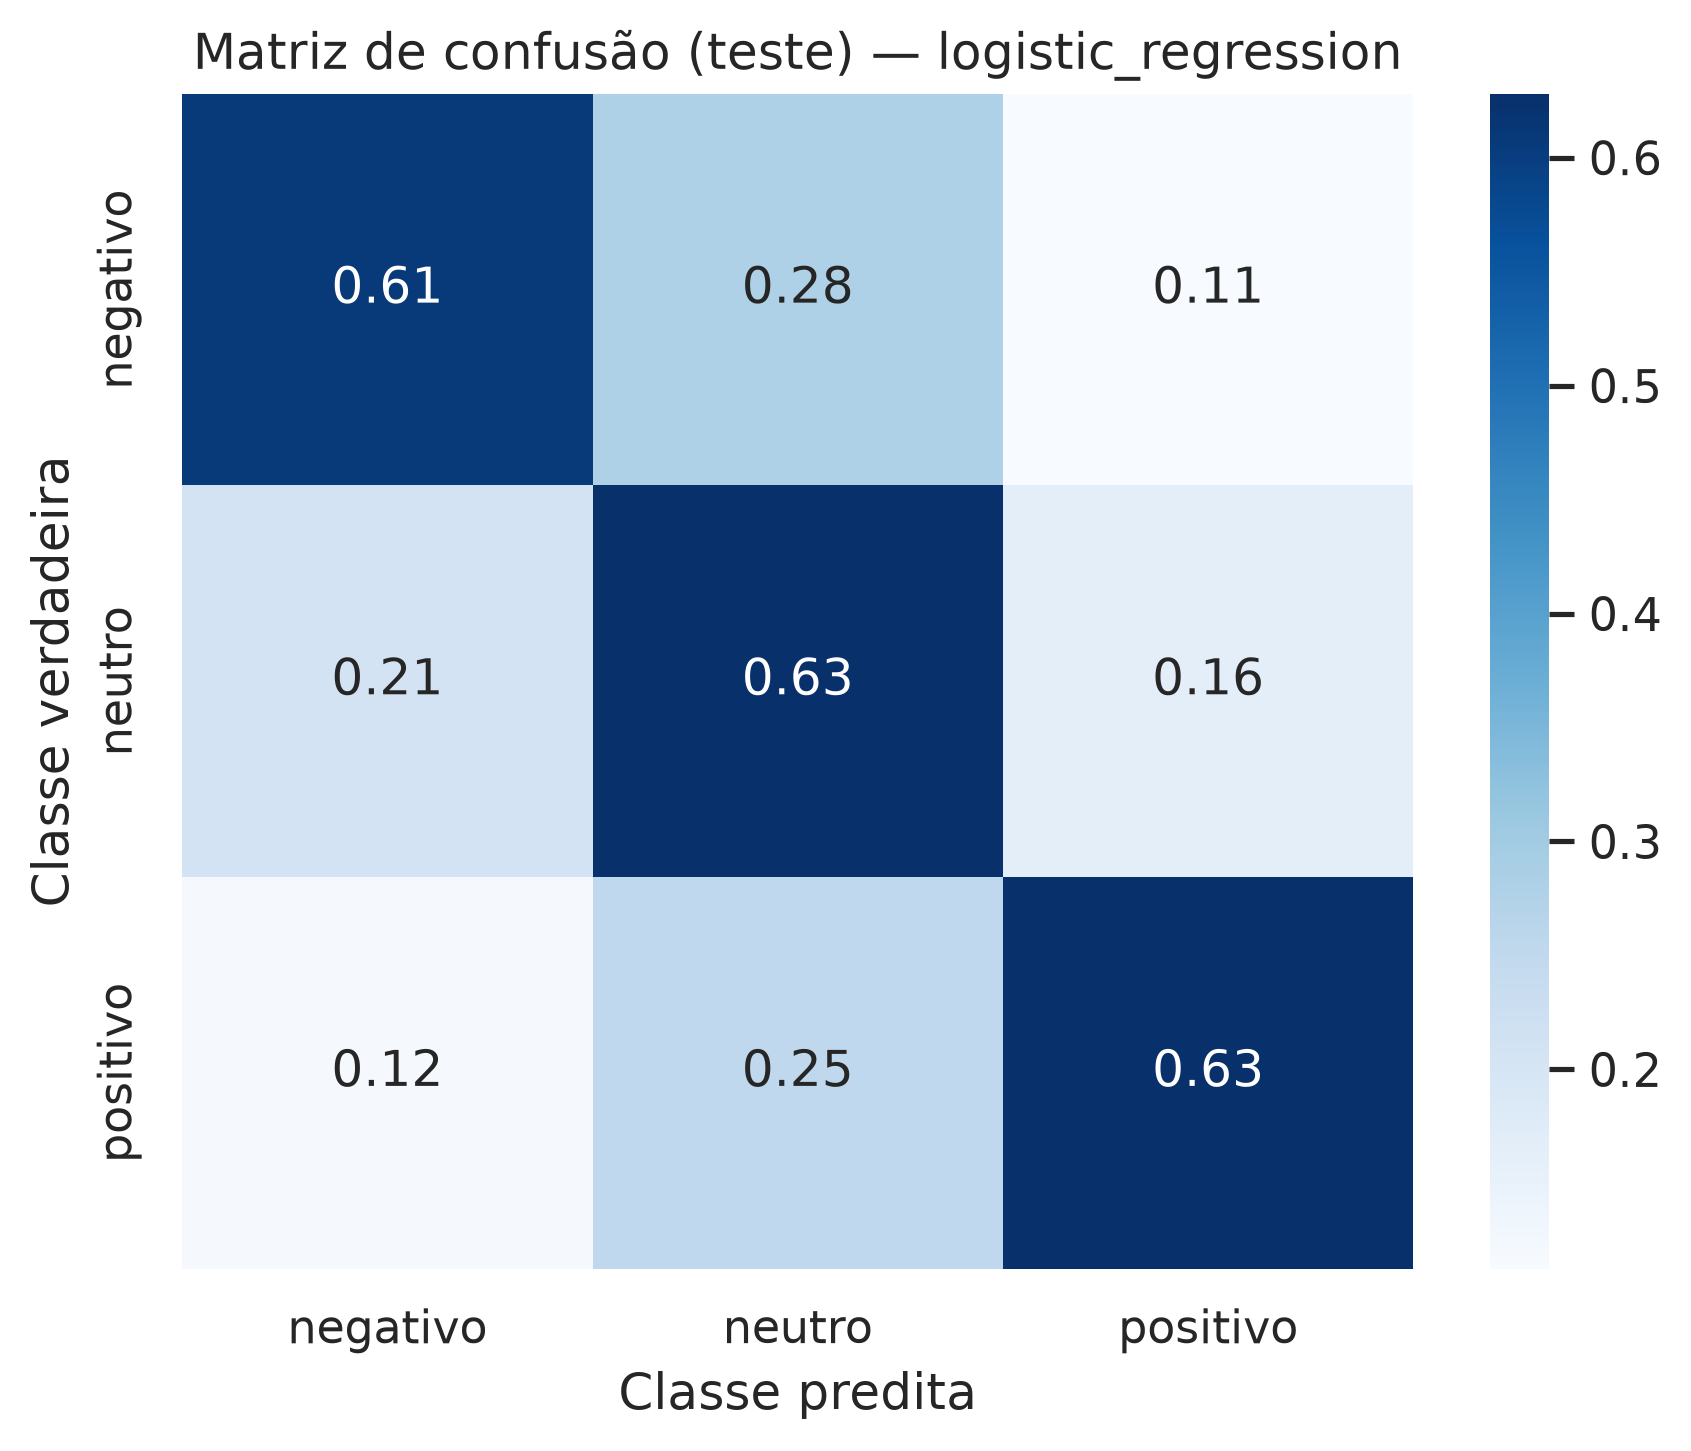 Matriz de confusão (teste) — logistic_regression
Classe verdadeira
negativo
neutro
positivo
0.61 0.28 0.11
0.21 0.63 0.16
0.12 0.25 0.63
negativo neutro positivo
Classe predita
0.6
0.5
0.4
0.3
0.2